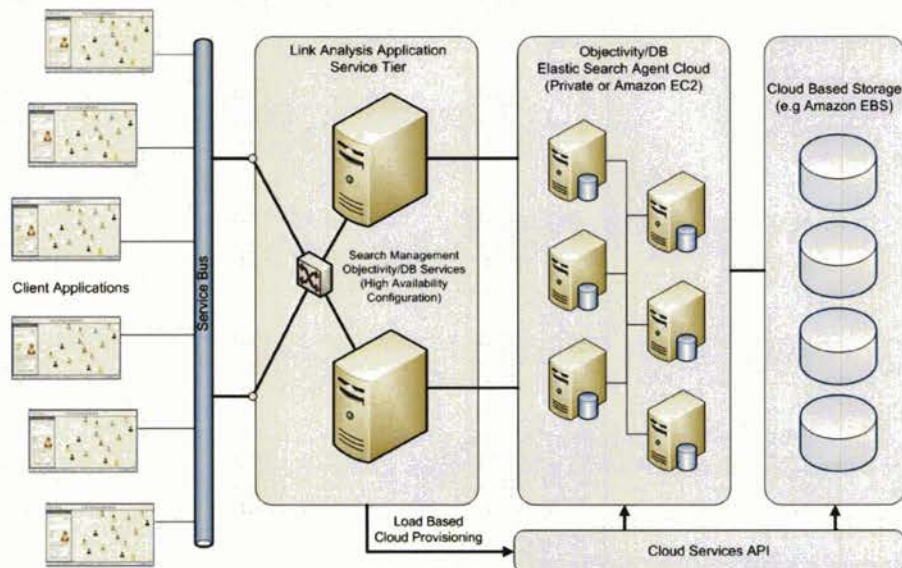 Link Analysis Application
Service Tier
Objectivity/DB
Elastic Search Agent Cloud
(Private or Amazon EC2)
Cloud Based Storage
(e.g Amazon EBS)
Client Applications
Service Bus
Search Management
Objectivity/DB Services
(High Availability
Configuration)
Load Based
Cloud Provisioning
Cloud Services API